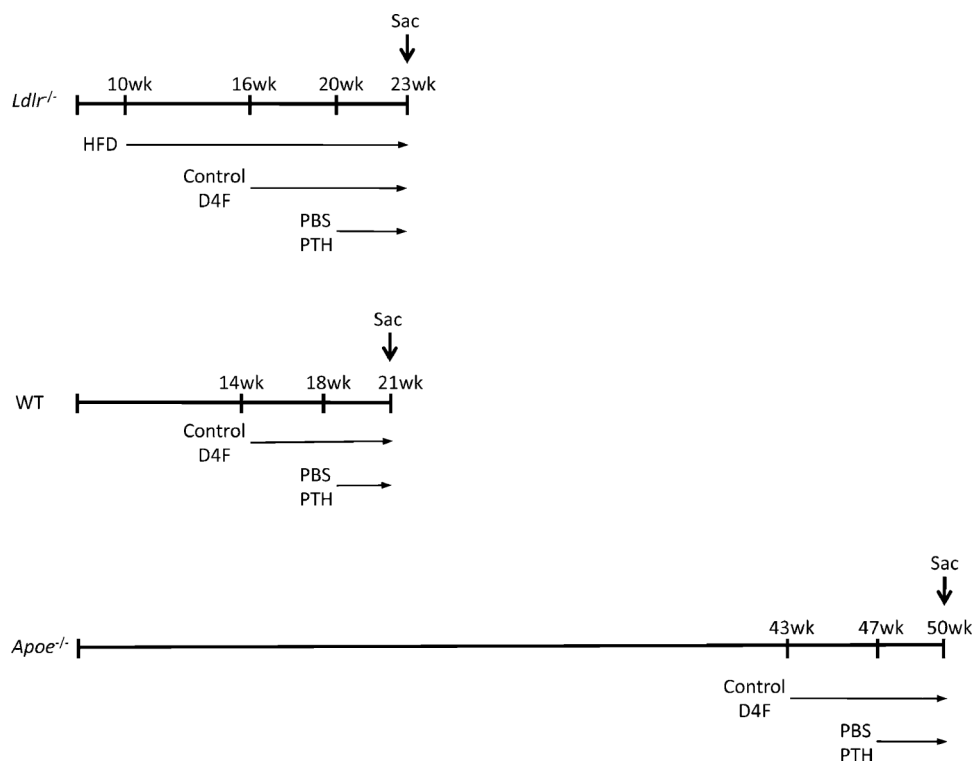 Sac
10wk 16wk 20wk 23wk
Ldlr-/-
HFD
Control
D4F
PBS
PTH
Sac
14wk 18wk 21wk
WT
Control
D4F
PBS
PTH
Sac
43wk 47wk 50wk
Apoe-/-
Control
D4F
PBS
PTH